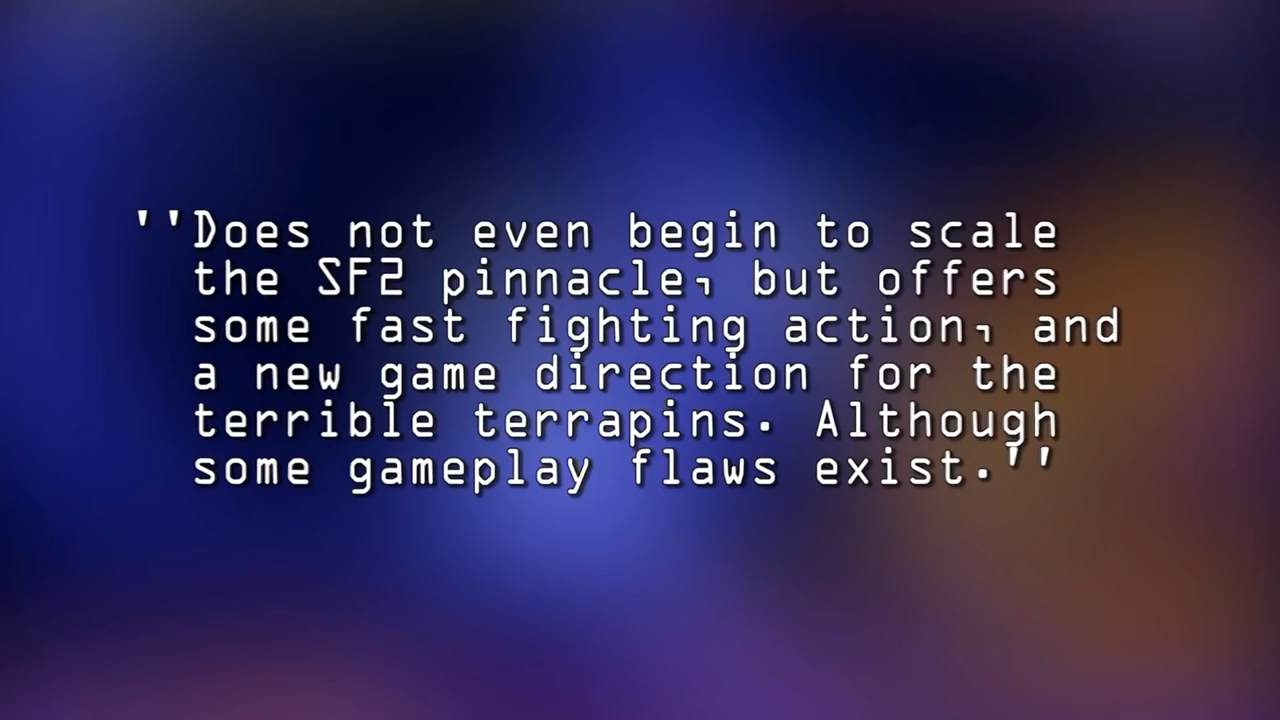 ''Does not even begin to scale
the SF2 pinnacle, but offers
some fast fighting action, and
a new game direction for the
terrible terrapins. Although
some gameplay flaws exist.''